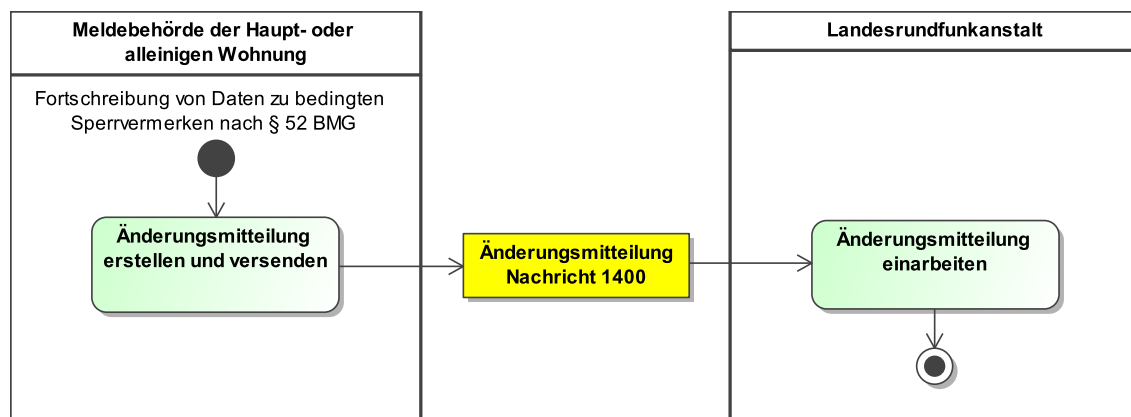 Meldebehörde der Haupt- oder
alleinigen Wohnung
Fortschreibung von Daten zu bedingten
Sperrvermerken nach § 52 BMG
Änderungsmitteilung
erstellen und versenden
Änderungsmitteilung
Nachricht 1400
Landesrundfunkanstalt
Änderungsmitteilung
einarbeiten